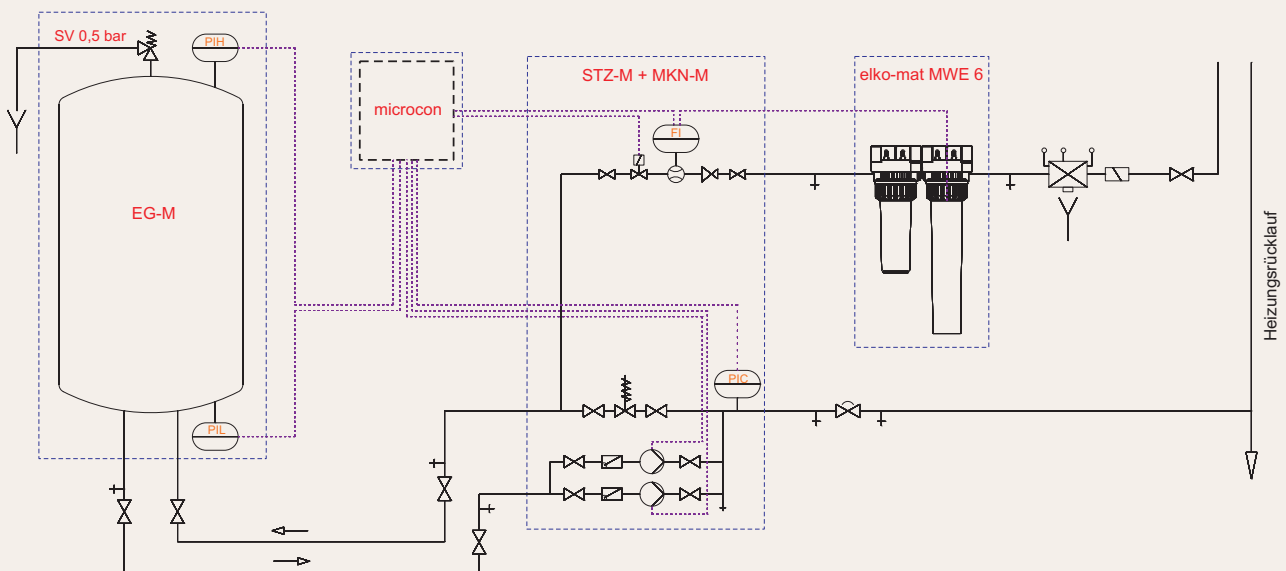 SV 0,5 bar
PIH
microcon
STZ-M + MKN-M
elko-mat MWE 6
FI
EG-M
Heizungsrücklauf
PIC
PIL